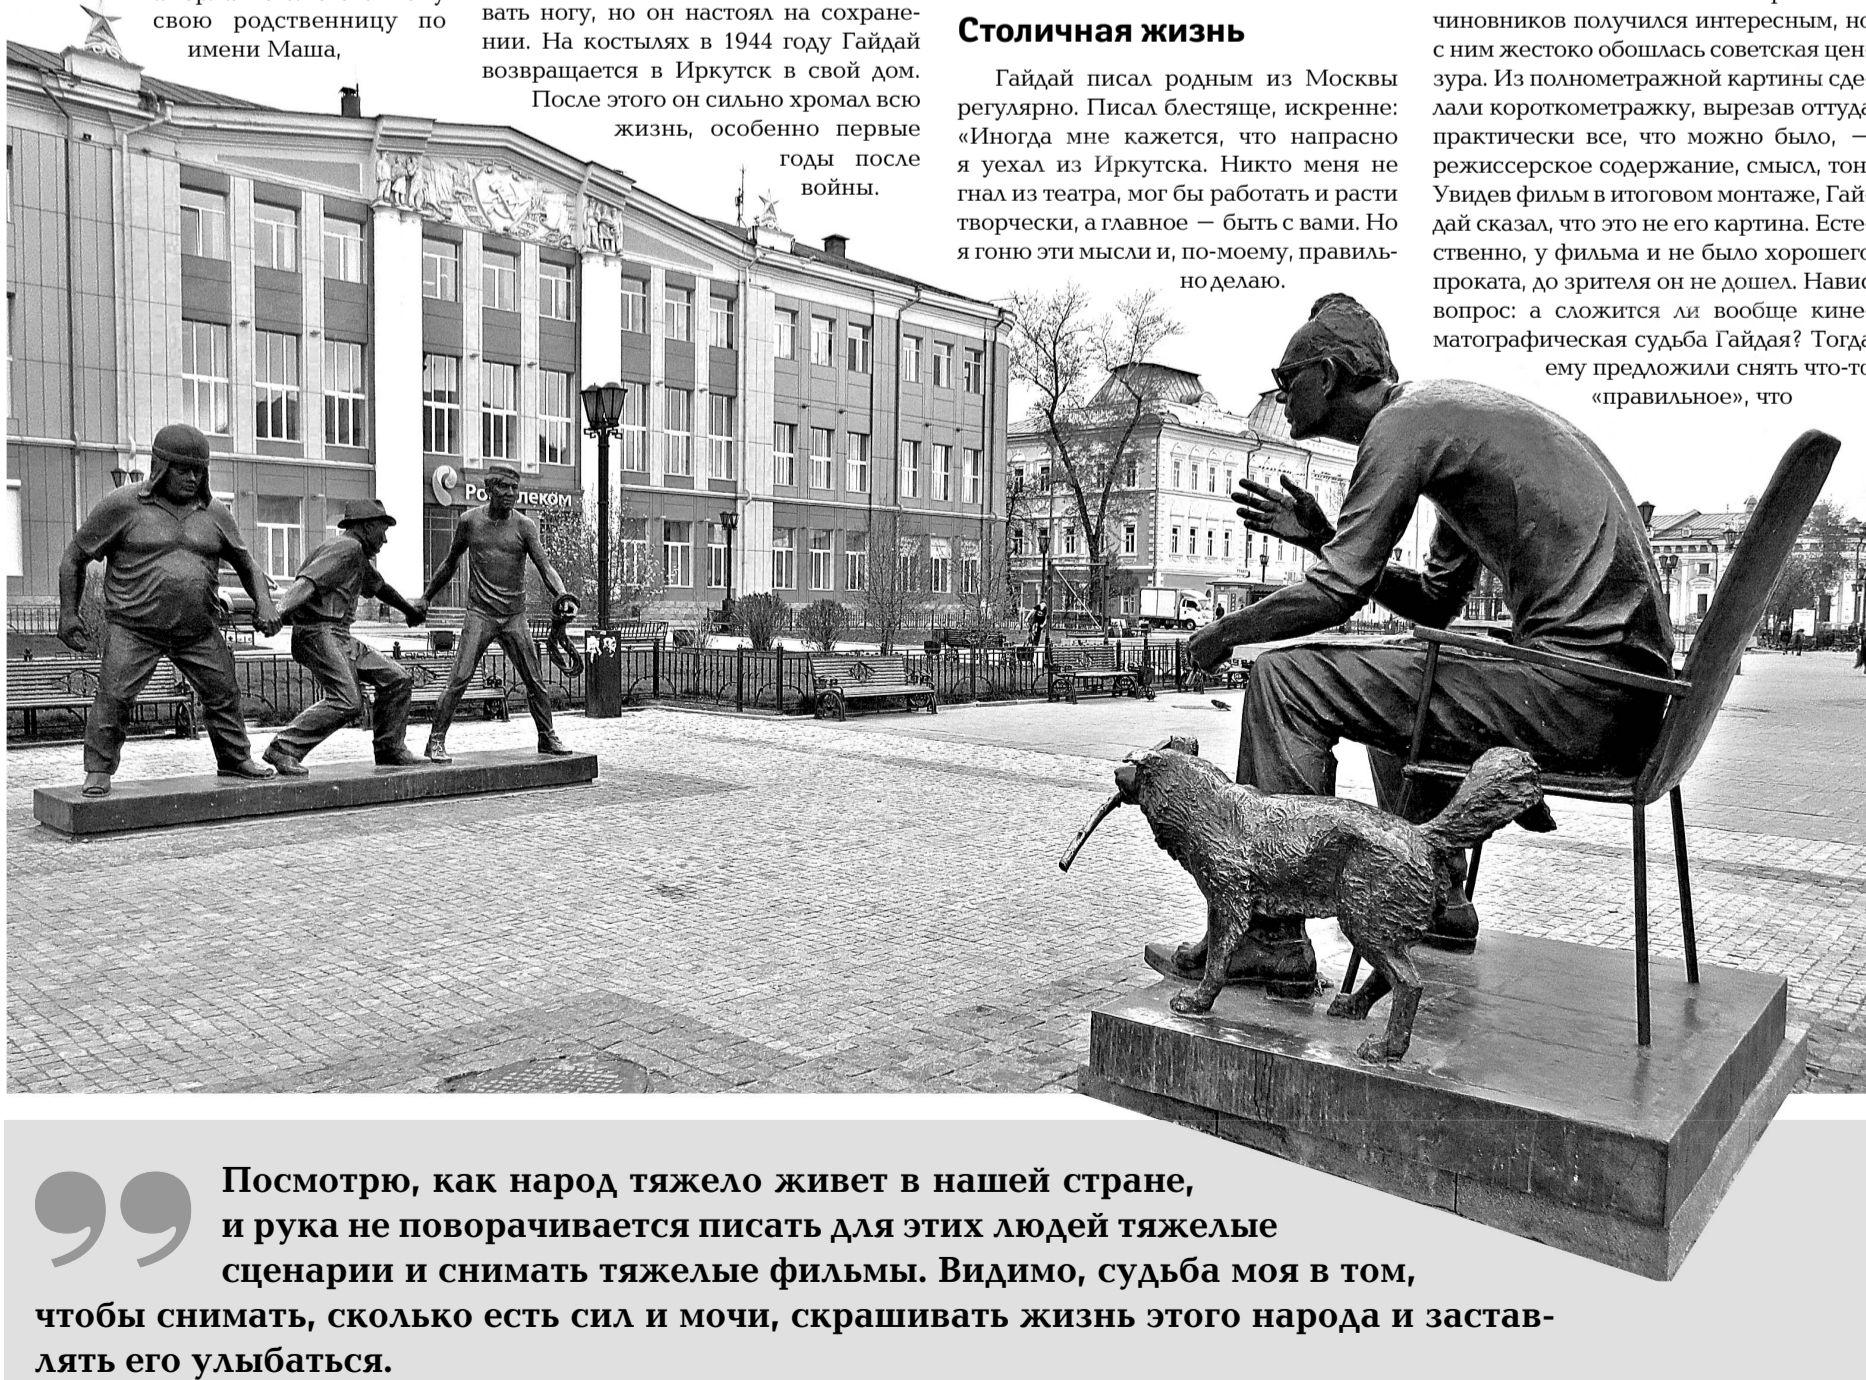 свою родственницу по
имени Маша,
вать ногу, но он настоял на сохране-
нии. На костылях в 1944 году Гайдай
возвращается в Иркутск в свой дом.
После этого он сильно хромал всю
жизнь, особенно первые
годы после
войны.
Столичная жизнь
Гайдай писал родным из Москвы
регулярно. Писал блестяще, искренне:
«Иногда мне кажется, что напрасно
я уехал из Иркутска. Никто меня не
гнал из театра, мог бы работать и расти
творчески, а главное — быть с вами. Но
я гоню эти мысли и, по-моему, правиль-
но делаю.
чиновников получился интересным, но
с ним жестоко обошлась советская цен-
зура. Из полнометражной картины сде-
лали короткометражку, вырезав оттуда
практически все, что можно было, —
режиссерское содержание, смысл, тон.
Увидев фильм в итоговом монтаже, Гай-
дай сказал, что это не его картина. Есте-
ственно, у фильма и не было хорошего
проката, до зрителя он не дошел. Навис
вопрос: а сложится ли вообще кине-
матографическая судьба Гайдая? Тогда
ему предложили снять что-то
«правильное», что
Посмотрю, как народ тяжело живет в нашей стране,
и рука не поворачивается писать для этих людей тяжелые
сценарии и снимать тяжелые фильмы. Видимо, судьба моя в том,
чтобы снимать, сколько есть сил и мочи, скрашивать жизнь этого народа и застав-
лять его улыбаться.